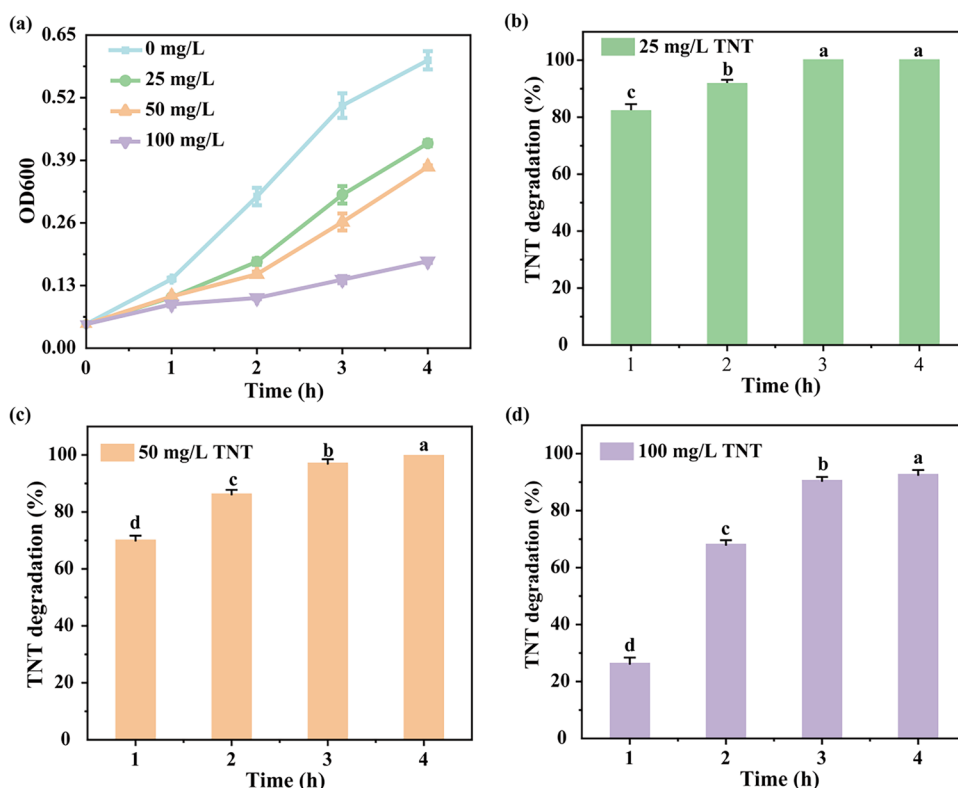 (a)
0.65
0.52
0.39
0.26
0.13
0.00
OD600
0 mg/L
25 mg/L
50 mg/L
100 mg/L
0 1 2 3 4
Time (h)
(b)
25 mg/L TNT
100
80
60
40
20
0
TNT degradation (%)
c b a a
1 2 3 4
Time (h)
(c)
50 mg/L TNT
100
80
60
40
20
0
TNT degradation (%)
d c b a
1 2 3 4
Time (h)
(d)
100 mg/L TNT
100
80
60
40
20
0
TNT degradation (%)
d c b a
1 2 3 4
Time (h)